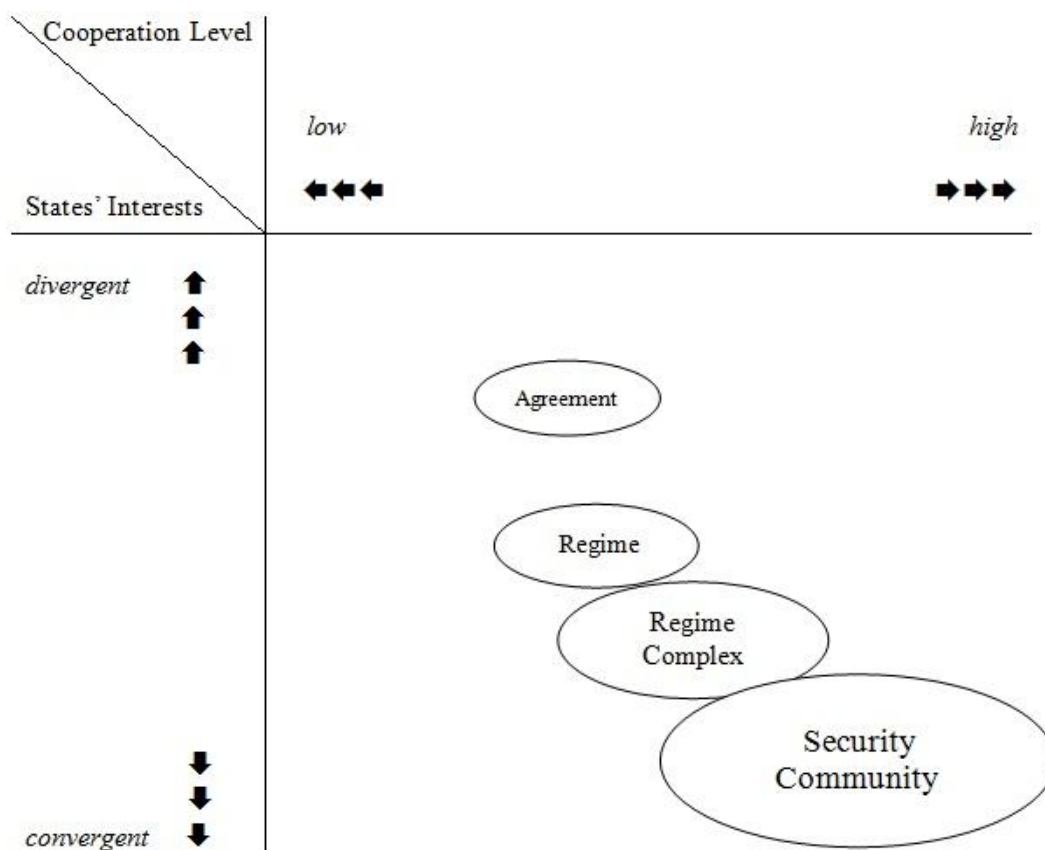 Cooperation Level
low
high
States' Interests
divergent
Agreement
Regime
Regime
Complex
Security
Community
convergent